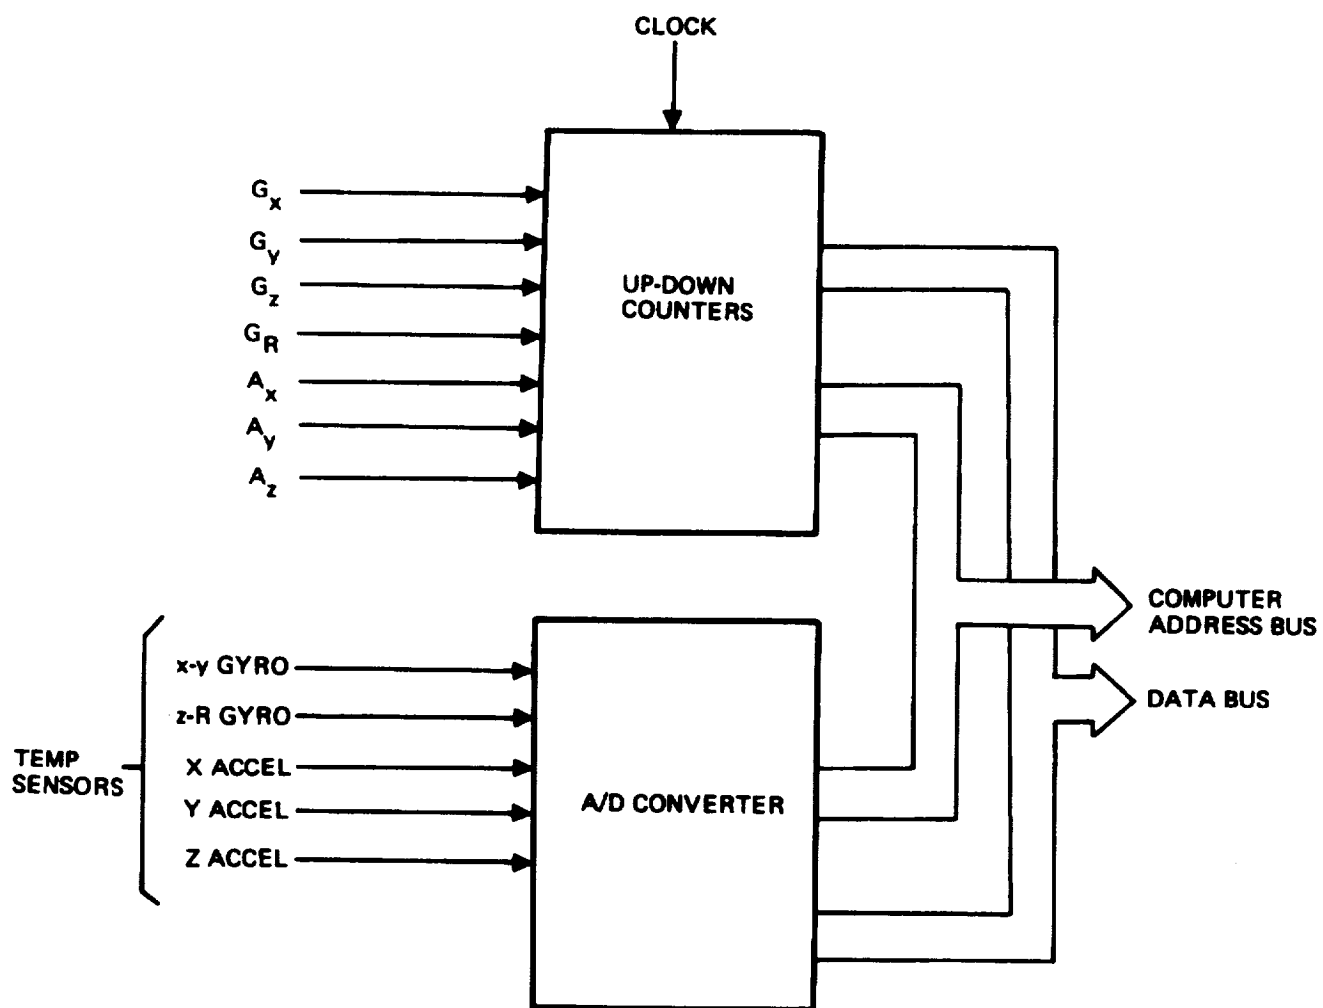 CLOCK
Gx
Gy
Gz
GR
Ax
Ay
Az
UP-DOWN
COUNTERS
COMPUTER
ADDRESS BUS
DATA BUS
TEMP
SENSORS
x-y GYRO
z-R GYRO
X ACCEL
Y ACCEL
Z ACCEL
A/D CONVERTER